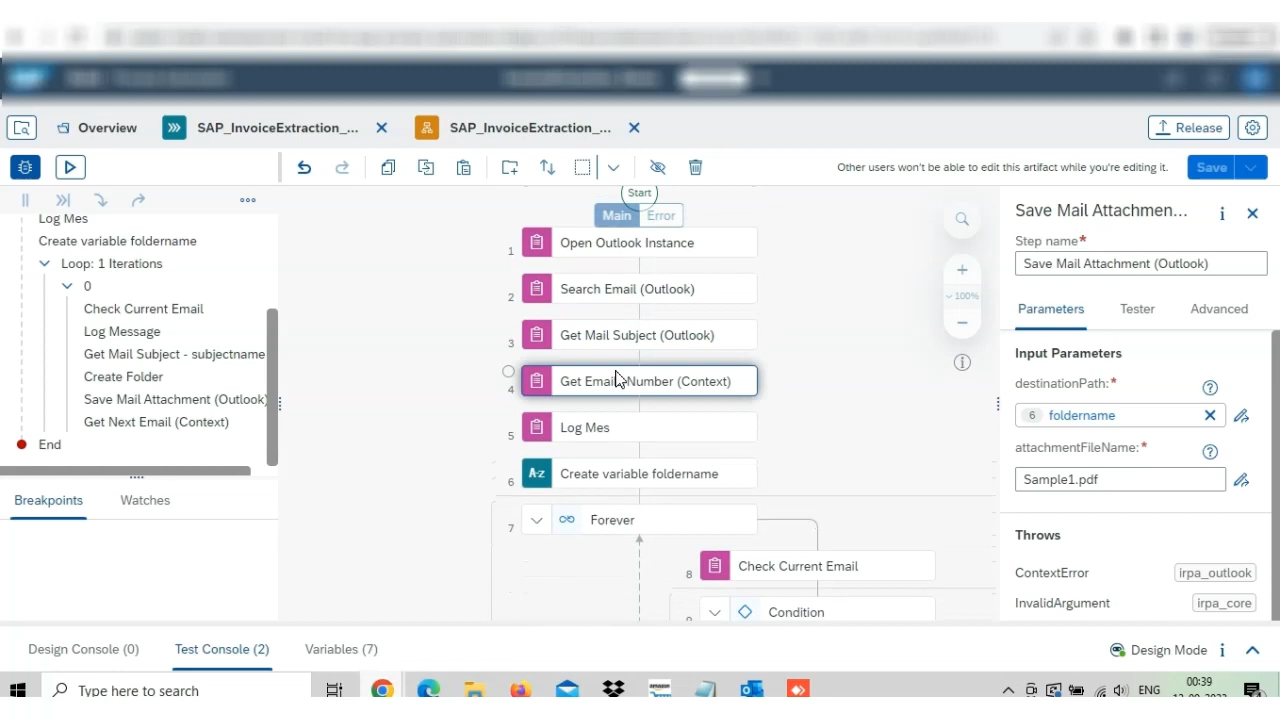 Overview
SAP_InvoiceExtraction_...
SAP_InvoiceExtraction_...
Release
Other users won't be able to edit this artifact while you're editing it.
Save
Log Mes
Create variable foldername
Loop: 1 Iterations
0
Check Current Email
Log Message
Get Mail Subject - subjectname
Create Folder
Save Mail Attachment (Outlook)
Get Next Email (Context)
End
Breakpoints
Watches
Start
Main
Error
1
Open Outlook Instance
2
Search Email (Outlook)
3
Get Mail Subject (Outlook)
4
Get Email Number (Context)
5
Log Mes
6
A-z
Create variable foldername
7
Forever
8
Check Current Email
Condition
100%
Save Mail Attachmen...
Step name*
Save Mail Attachment (Outlook)
Parameters
Tester
Advanced
Input Parameters
destinationPath:*
6 foldername
attachmentFileName:*
Sample1.pdf
Throws
ContextError
irpa_outlook
InvalidArgument
irpa_core
Design Console (0)
Test Console (2)
Variables (7)
Design Mode
Type here to search
ENG
00:39